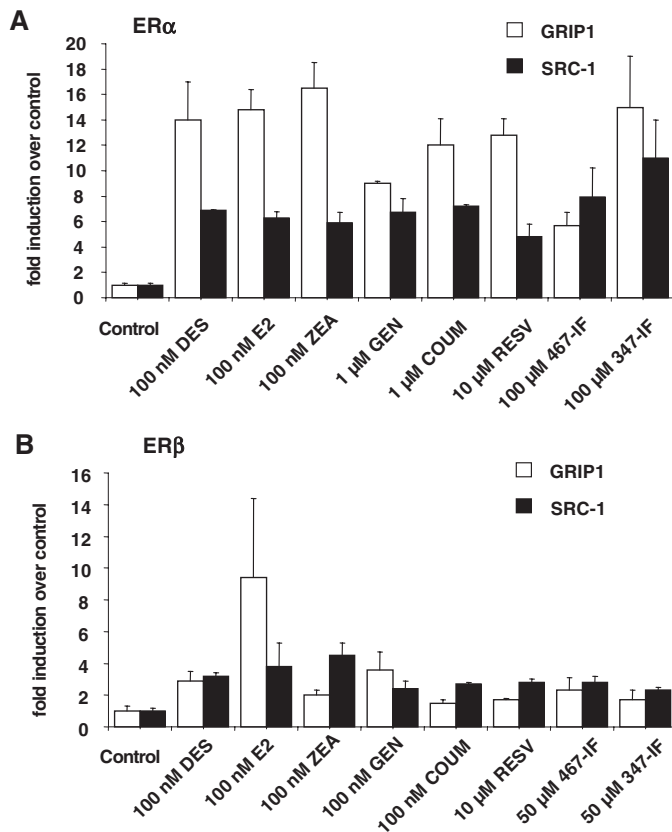 A
ERα
GRIP1
SRC-1
fold induction over control
20
18
16
14
12
10
8
6
4
2
0
Control
100 nM DES
100 nM E2
100 nM ZEA
1 µM GEN
1 µM COUM
10 µM RESV
100 µM 467-IF
100 µM 347-IF
B
ERβ
GRIP1
SRC-1
fold induction over control
16
14
12
10
8
6
4
2
0
Control
100 nM DES
100 nM E2
100 nM ZEA
100 nM GEN
100 nM COUM
10 µM RESV
50 µM 467-IF
50 µM 347-IF